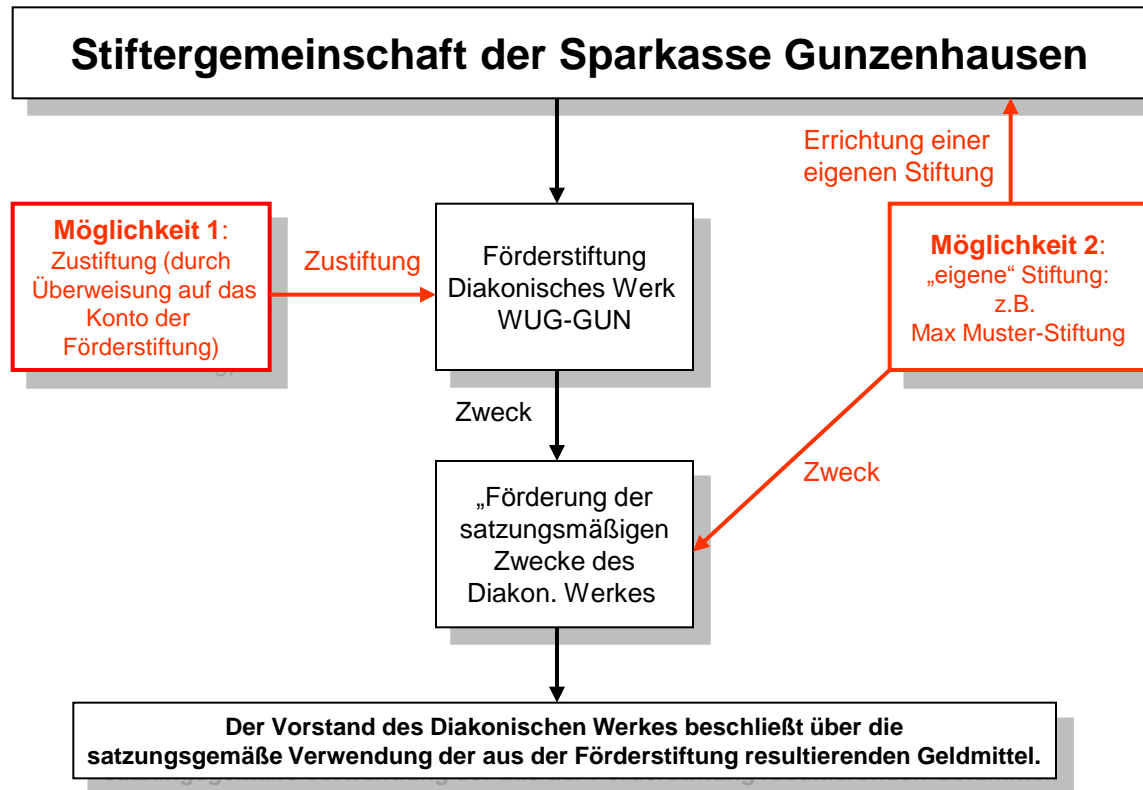 Stiftergemeinschaft der Sparkasse Gunzenhausen
Errichtung einer
eigenen Stiftung
Möglichkeit 1:
Zustiftung (durch
Überweisung auf das
Konto der
Förderstiftung)
Zustiftung
Förderstiftung
Diakonisches Werk
WUG-GUN
Möglichkeit 2:
„eigene“ Stiftung:
z.B.
Max Muster-Stiftung
Zweck
Zweck
„Förderung der
satzungsmäßigen
Zwecke des
Diakon. Werkes
Der Vorstand des Diakonischen Werkes beschließt über die
satzungsgemäße Verwendung der aus der Förderstiftung resultierenden Geldmittel.